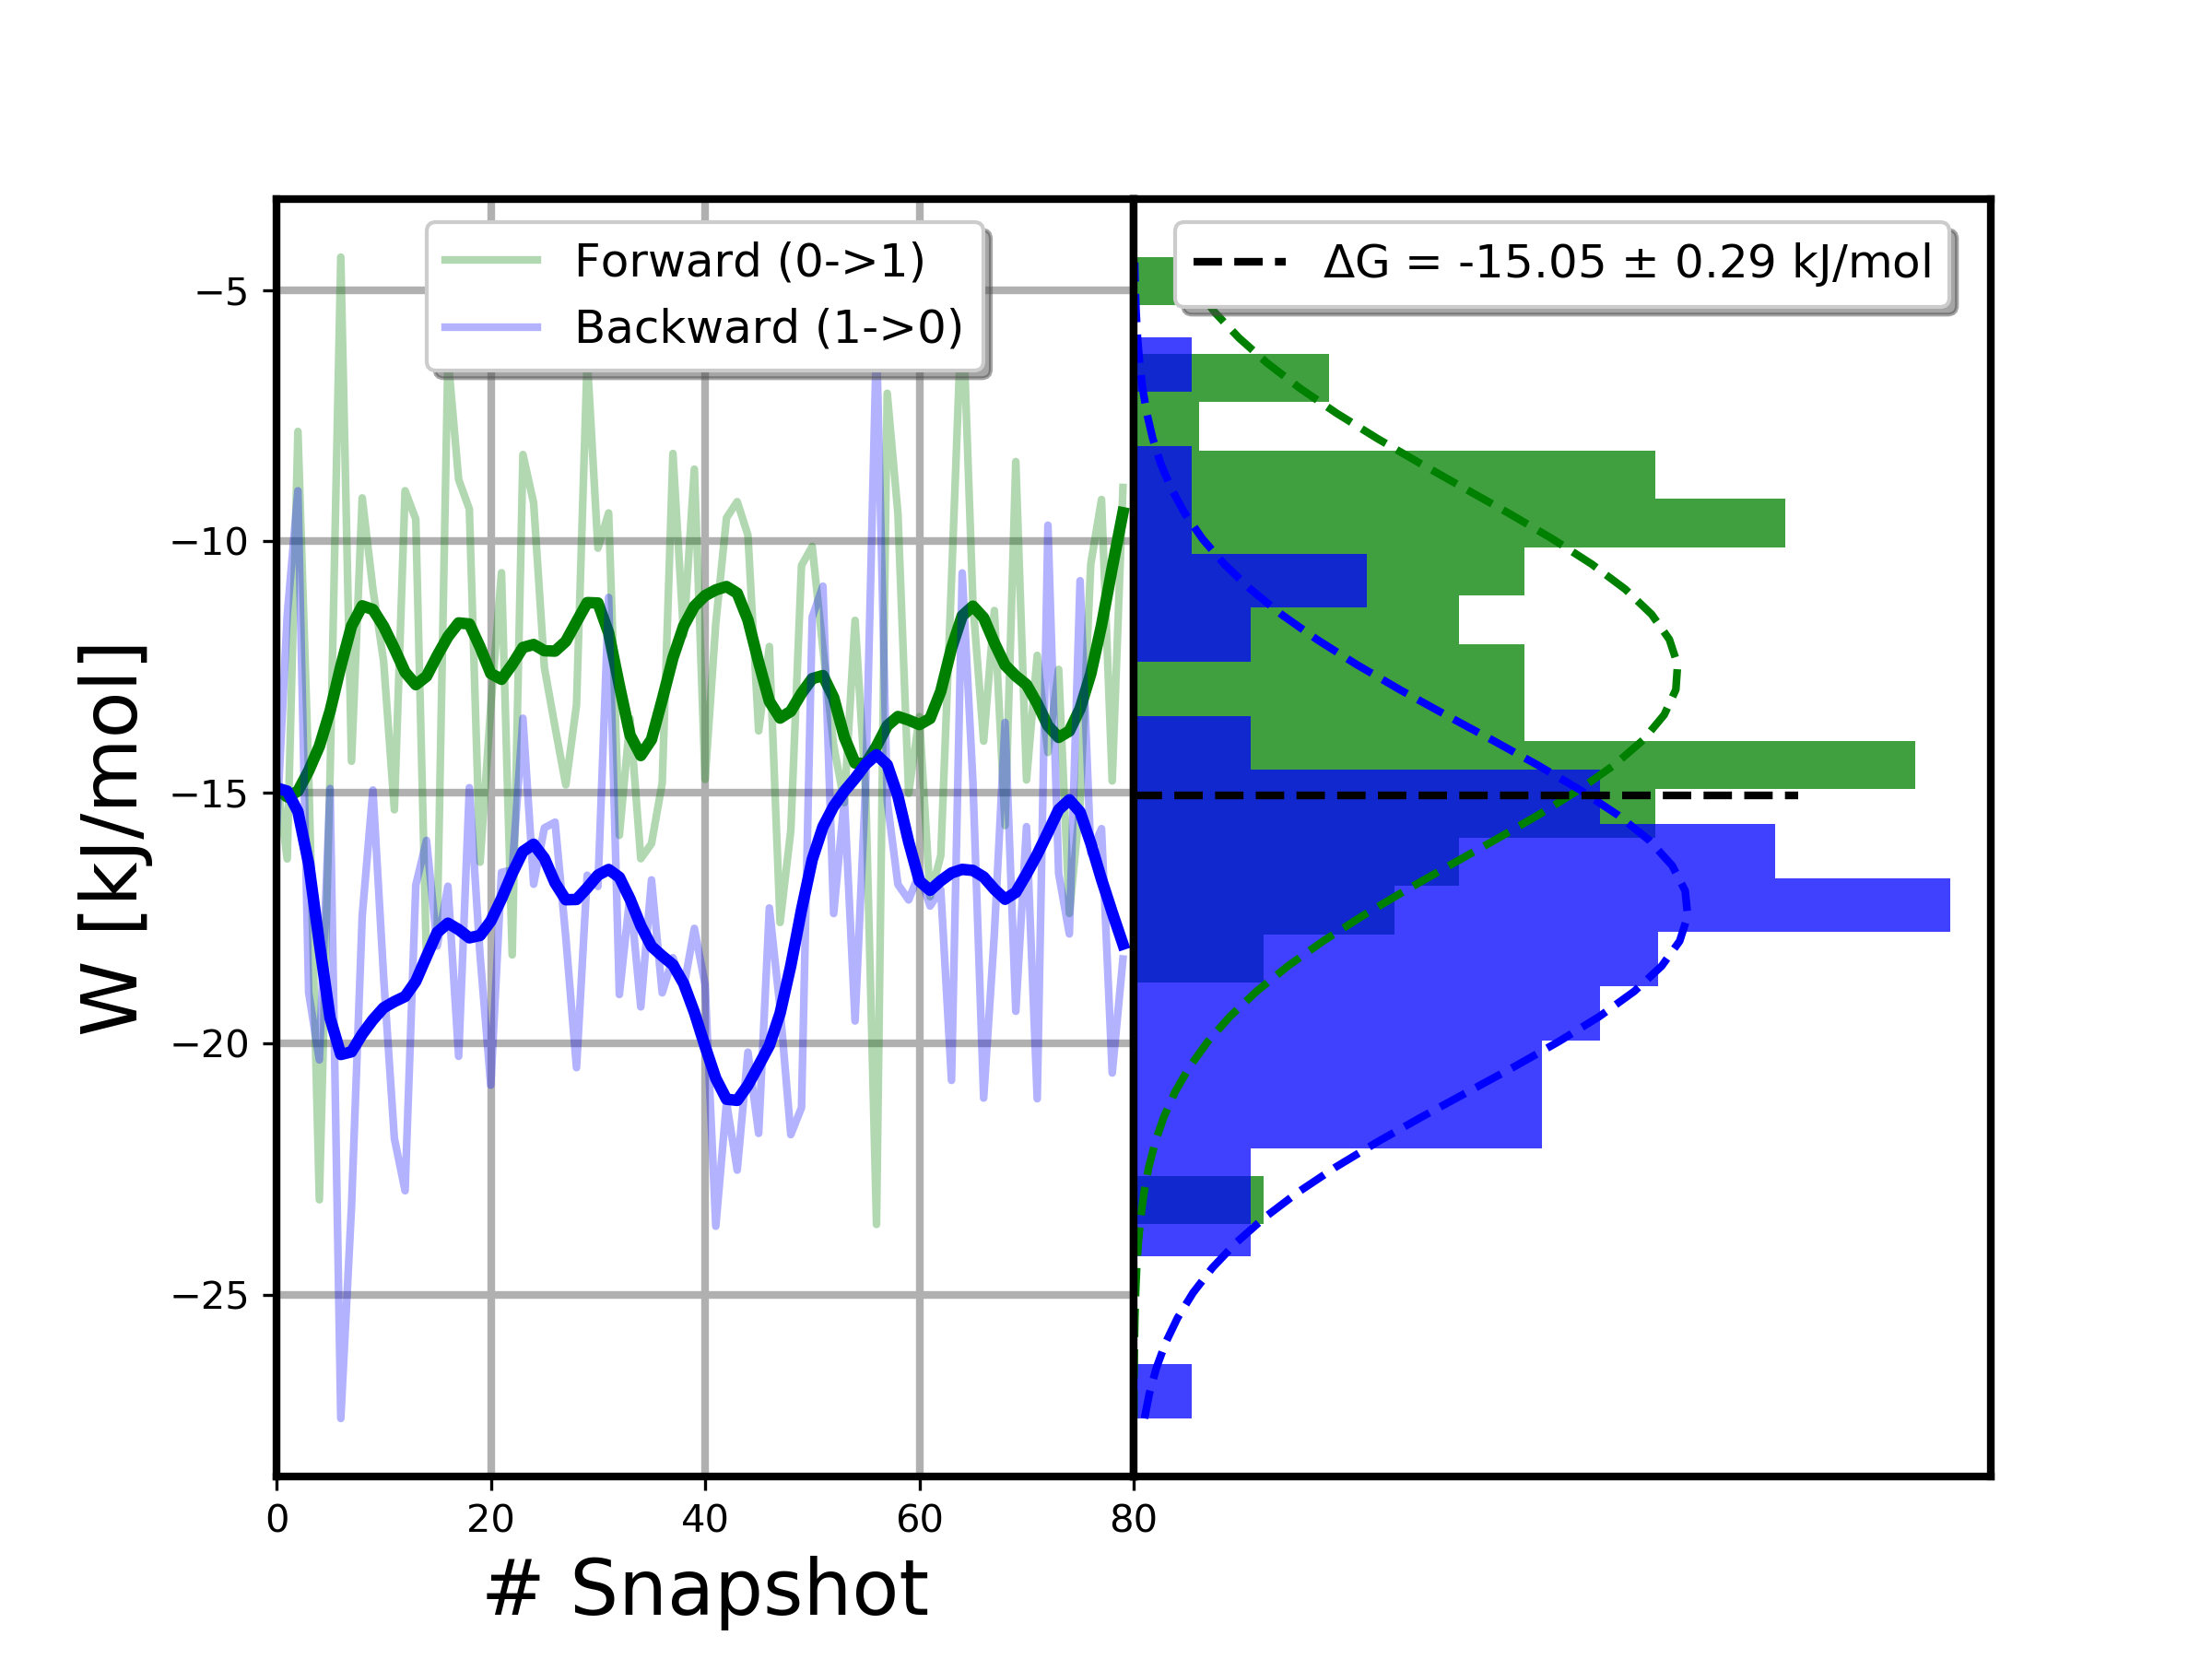 Forward (0->1)
Backward (1->0)
ΔG = -15.05 ± 0.29 kJ/mol
W [kJ/mol]
−5
−10
−15
−20
−25
0
20
40
60
80
# Snapshot